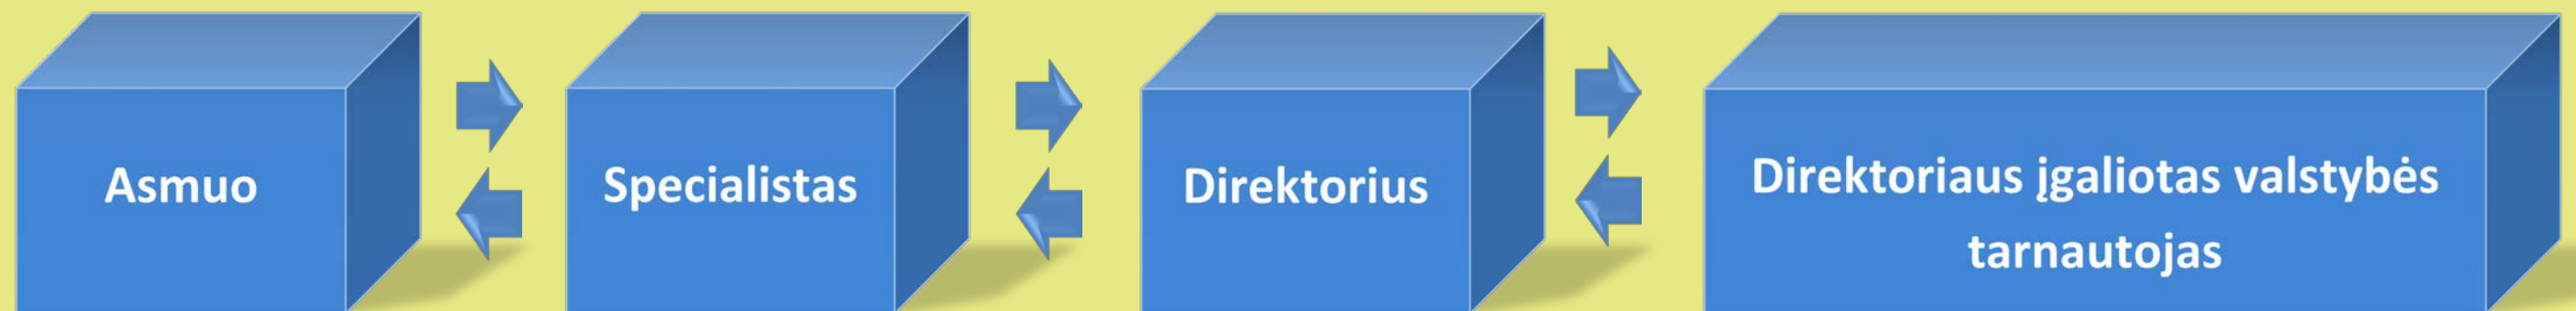 Asmuo
Specialistas
Direktorius
Direktoriaus įgaliotas valstybės
tarnautojas